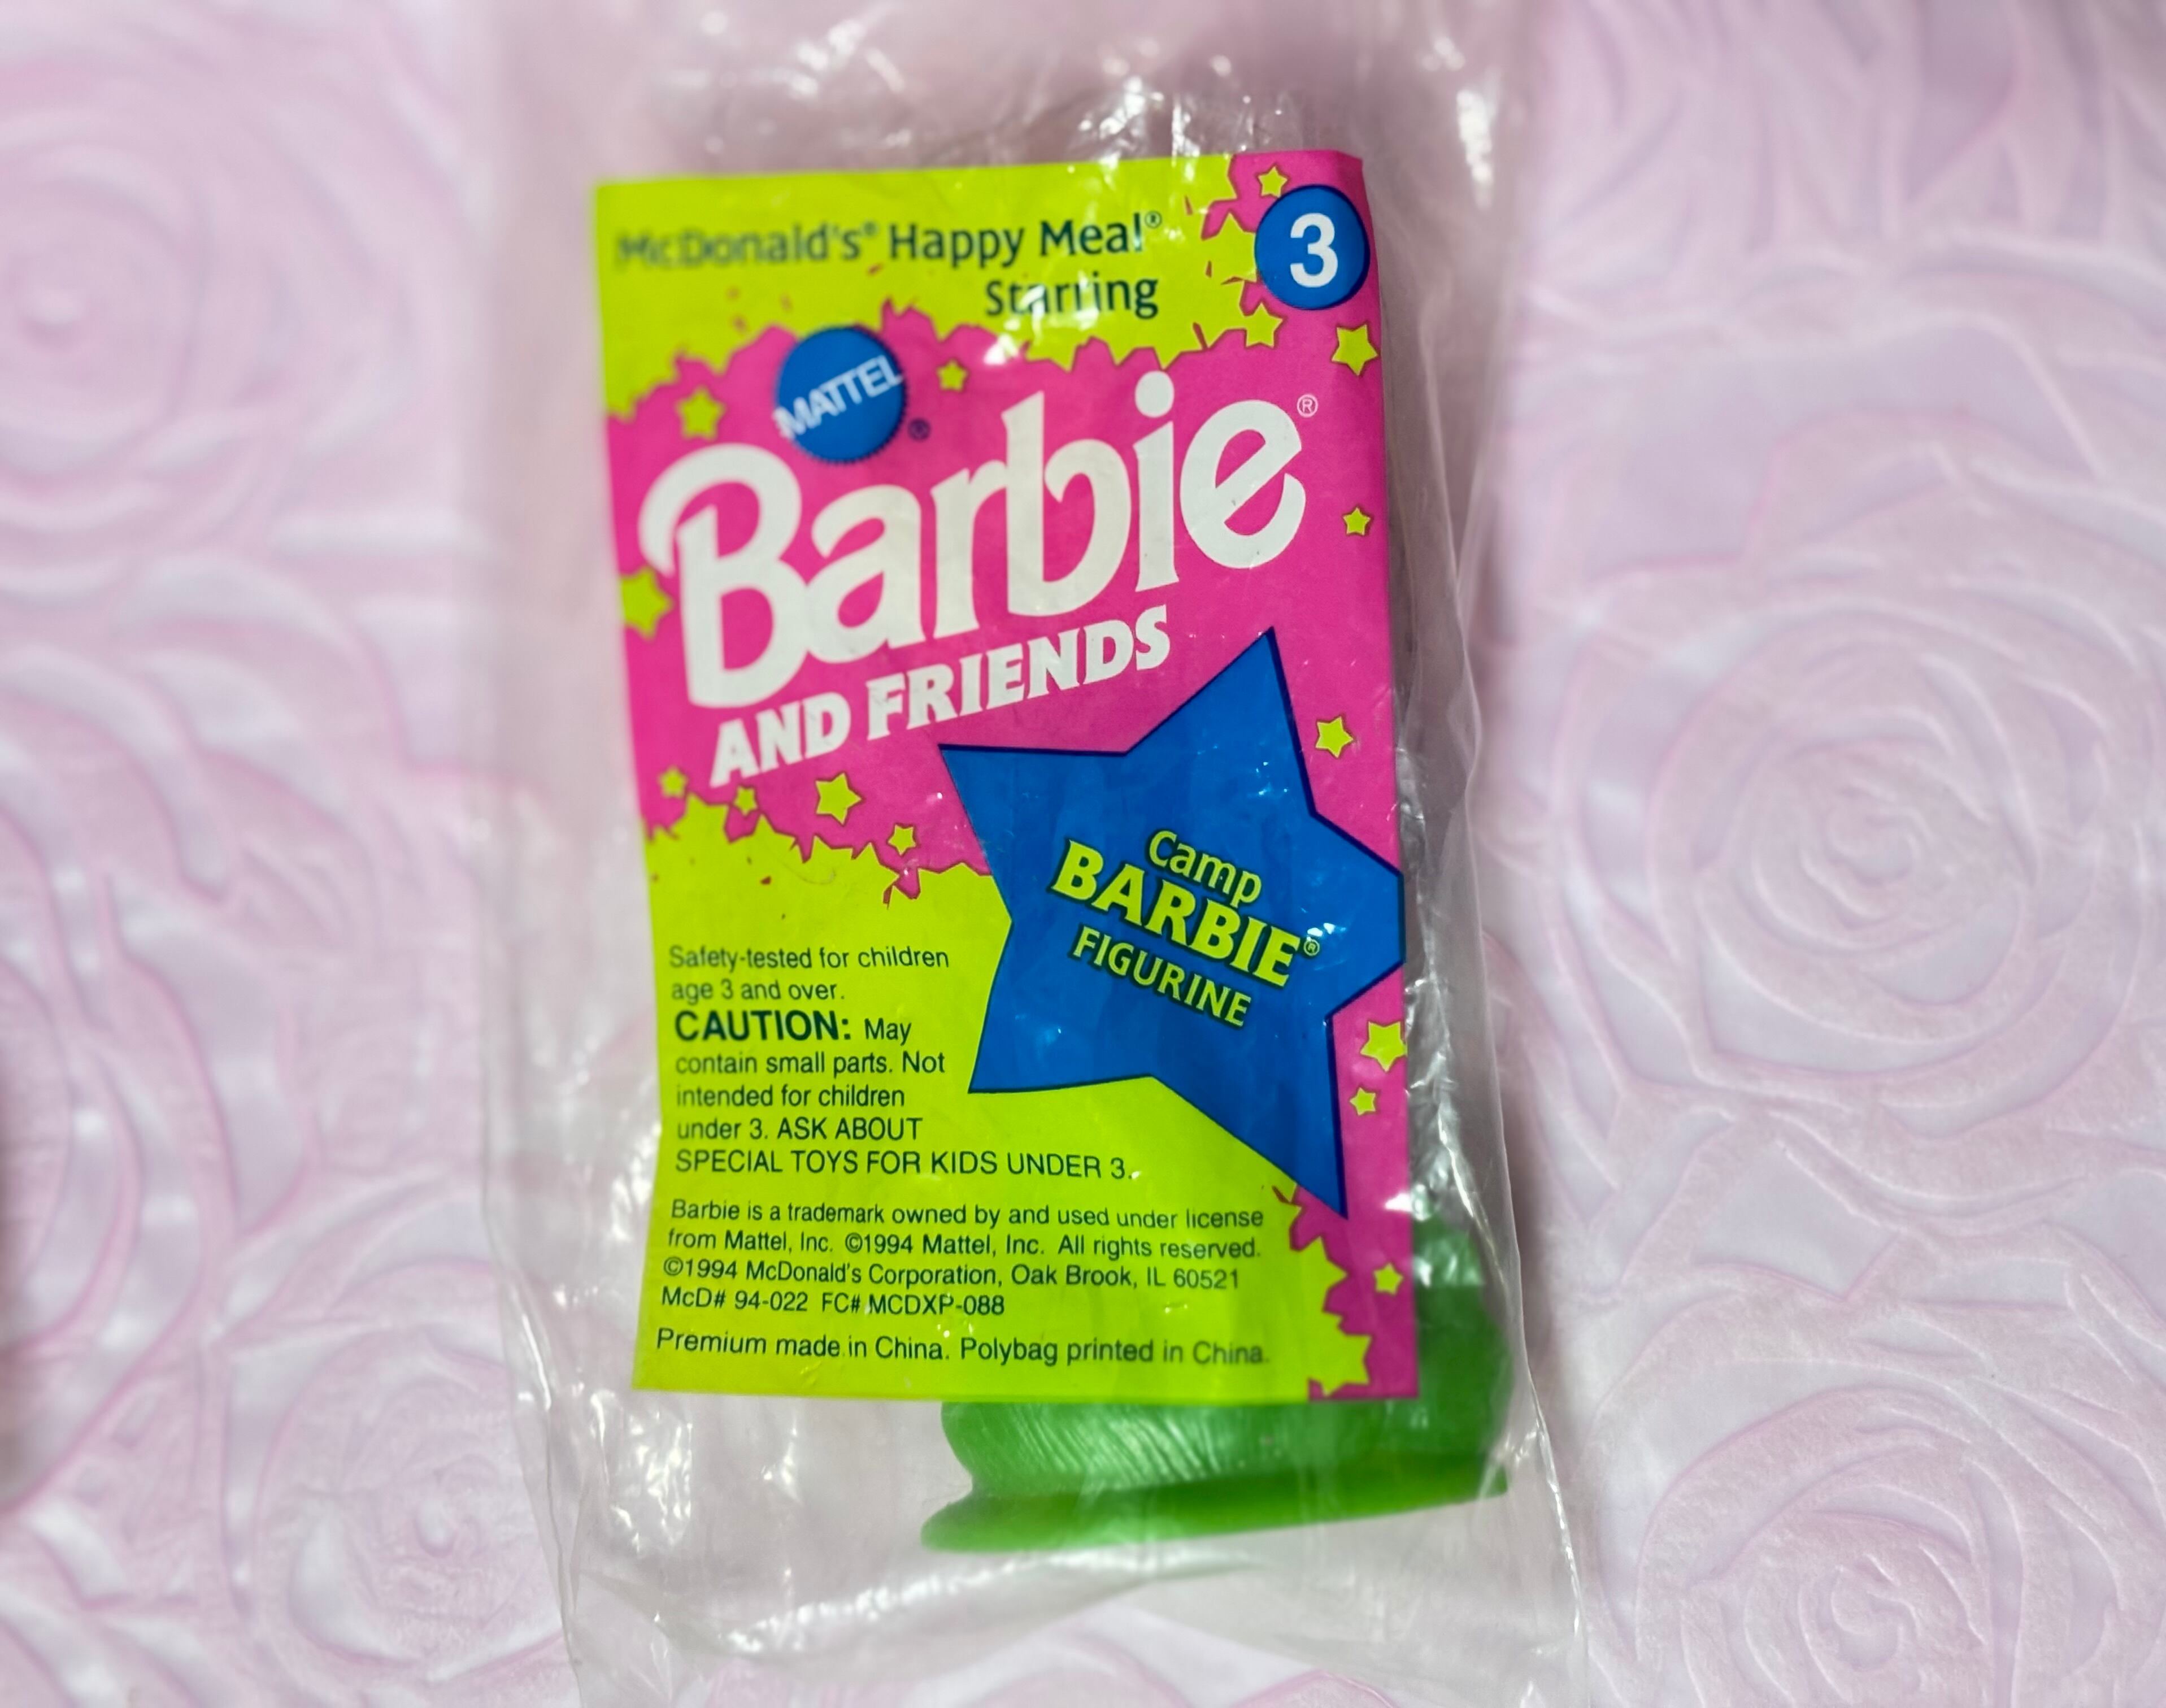 McDonald's® Happy Meal®
Starring
3
MATTEL
®
Barbie®
AND FRIENDS
Camp
BARBIE®
FIGURINE
Safety-tested for children
age 3 and over.
CAUTION: May
contain small parts. Not
intended for children
under 3. ASK ABOUT
SPECIAL TOYS FOR KIDS UNDER 3.
Barbie is a trademark owned by and used under license
from Mattel, Inc. ©1994 Mattel, Inc. All rights reserved.
©1994 McDonald's Corporation, Oak Brook, IL 60521
McD# 94-022 FC# MCDXP-088
Premium made in China. Polybag printed in China.